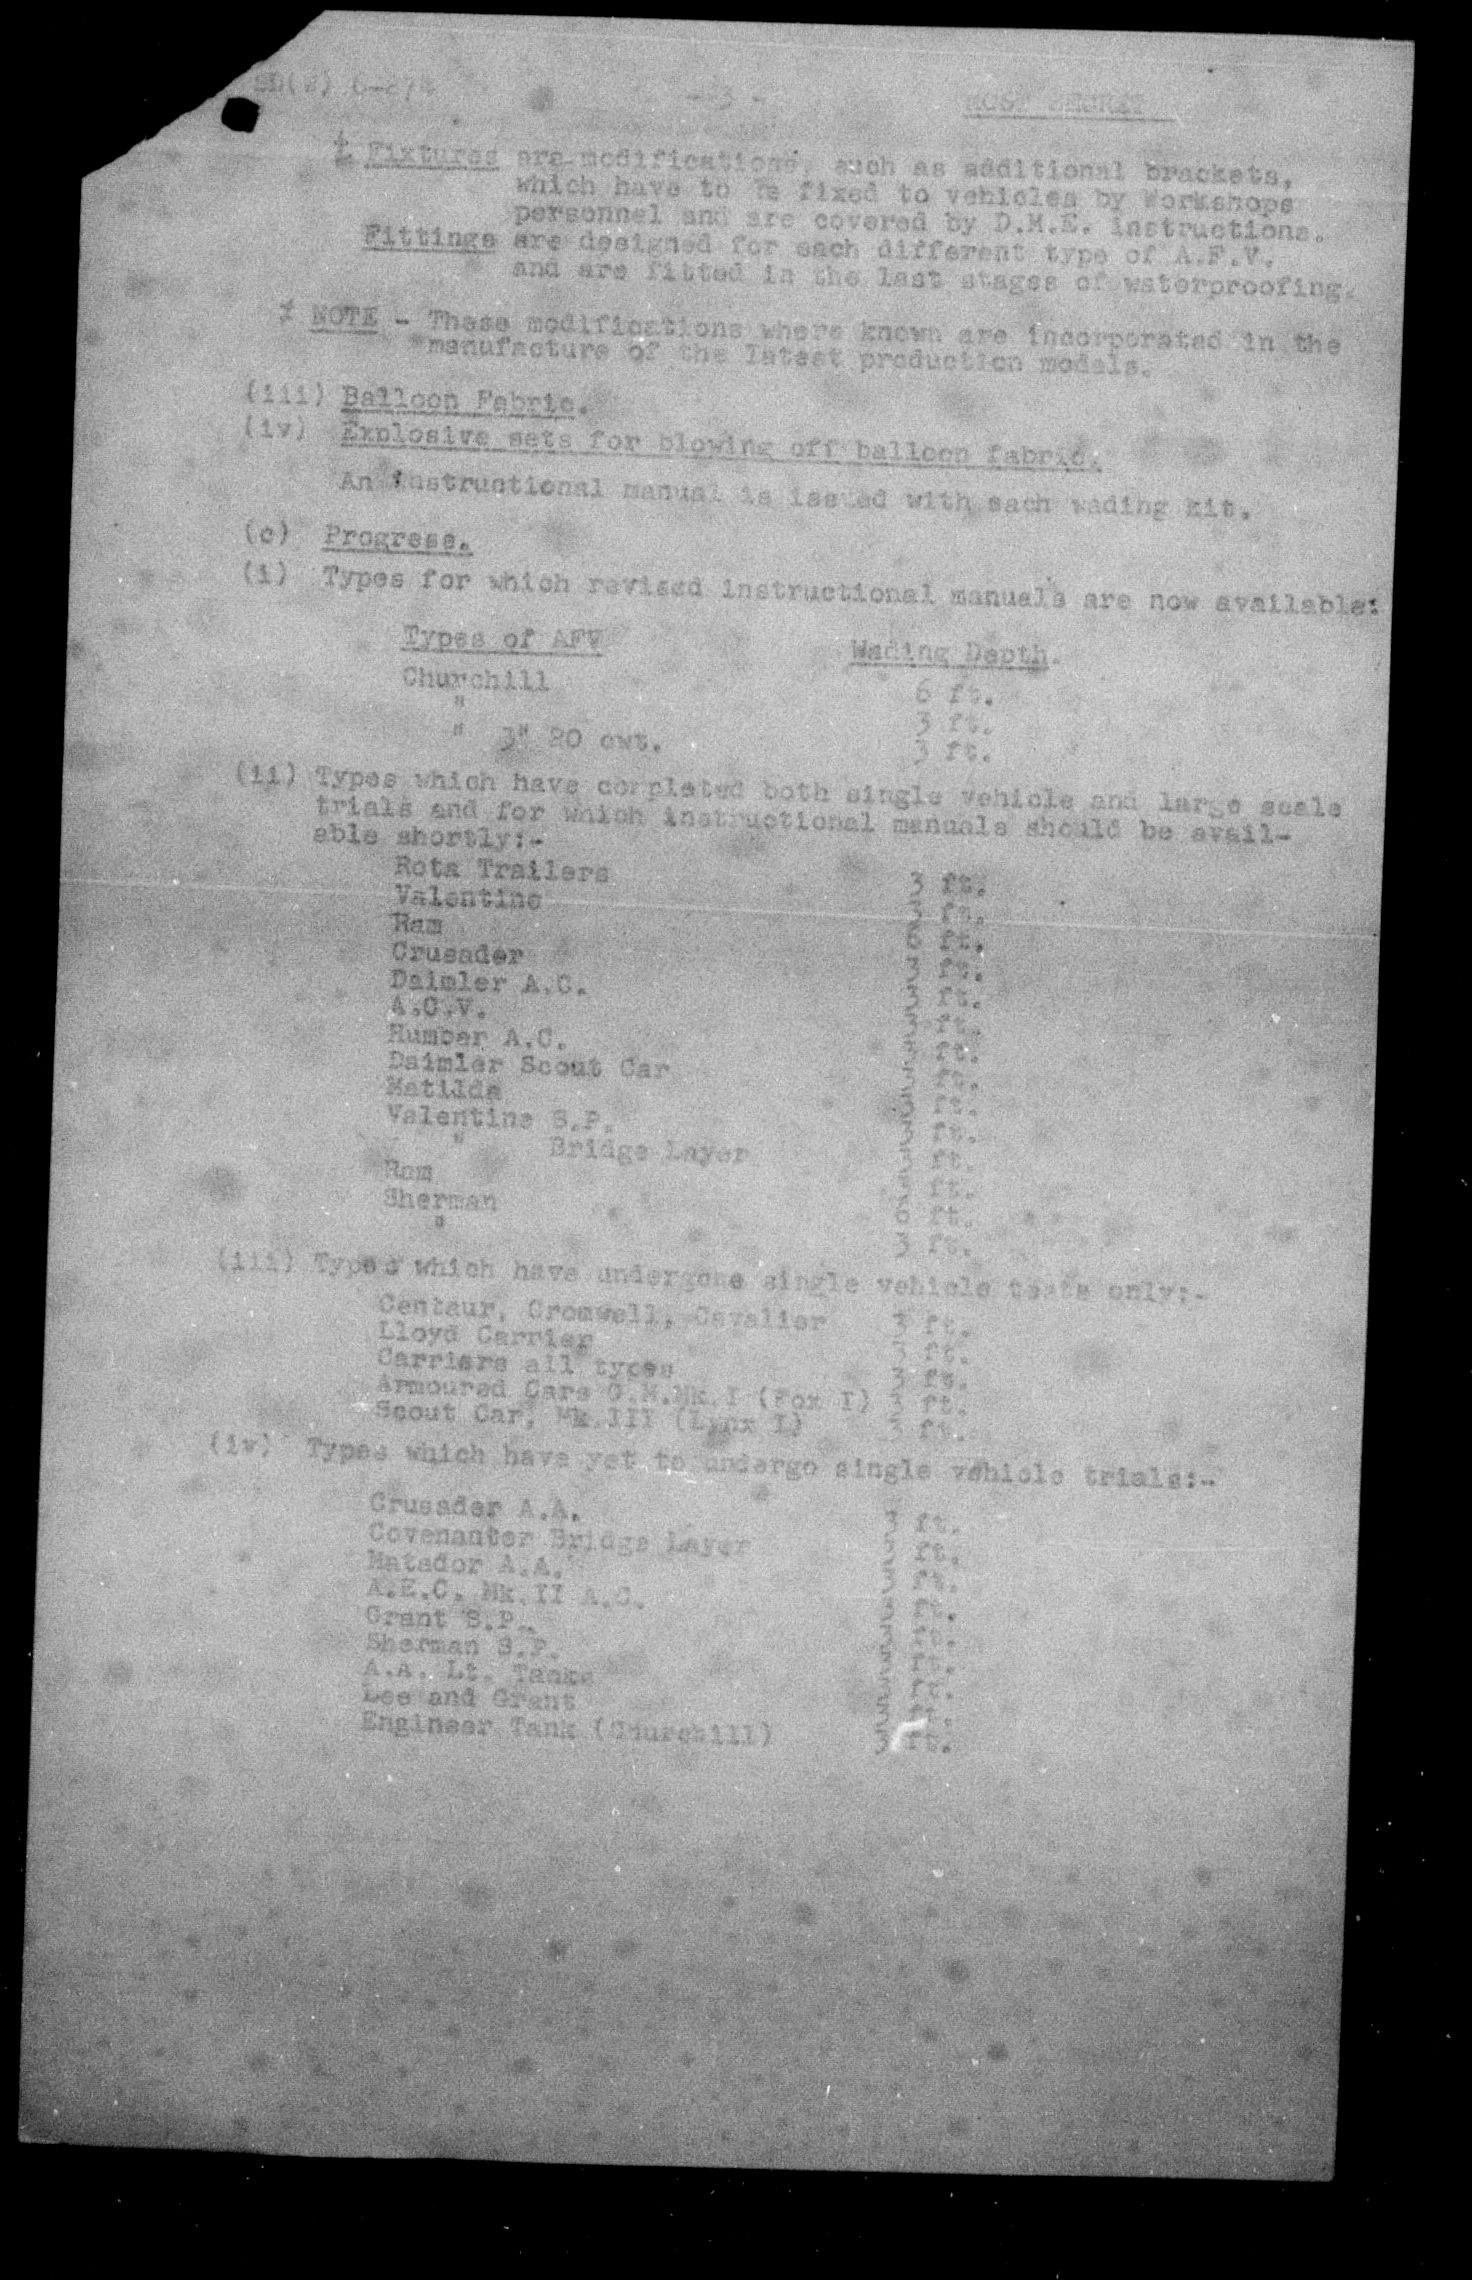 - 3 -
MOST SECRET
Fixtures are modifications, such as additional brackets,
which have to be fixed to vehicles by Workshops
personnel and are covered by D.M.E. instructions.
Fittings are designed for each different type of A.F.V.
and are fitted in the last stages of waterproofing.
NOTE - These modifications where known are incorporated in the
manufacture of the latest production models.
(iii) Balloon Fabric.
(iv) Explosive sets for blowing off balloon fabric.
An instructional manual is issued with each wading kit.
(c) Progress.
(i) Types for which revised instructional manuals are now available:
Types of AFV Wading Depth.
Churchill 6 ft.
" 3 ft.
" 3" 20 cwt. 3 ft.
(ii) Types which have completed both single vehicle and large scale
trials and for which instructional manuals should be avail-
able shortly:-
Rota Trailers 3 ft.
Valentine 3 ft.
Ram 6 ft.
Crusader 3 ft.
Daimler A.C. 3 ft.
A.C.V. 3 ft.
Humber A.C. 3 ft.
Daimler Scout Car 3 ft.
Matilda 3 ft.
Valentine S.P. 3 ft.
" Bridge Layer 3 ft.
Ram 3 ft.
Sherman 6 ft.
" 3 ft.
(iii) Types which have undergone single vehicle tests only:-
Centaur, Cromwell, Cavalier 3 ft.
Lloyd Carrier 3 ft.
Carriers all types 3 ft.
Armoured Cars G.M.Mk.I (Fox I) 3 ft.
Scout Car, Mk.III (Lynx I) 3 ft.
(iv) Types which have yet to undergo single vehicle trials:-
Crusader A.A. 3 ft.
Covenanter Bridge Layer 3 ft.
Matador A.A. 3 ft.
A.E.C. Mk.II A.C. 3 ft.
Grant S.P. 3 ft.
Sherman S.P. 3 ft.
A.A. Lt. Tanks 3 ft.
Lee and Grant 3 ft.
Engineer Tank (Churchill) 3 ft.